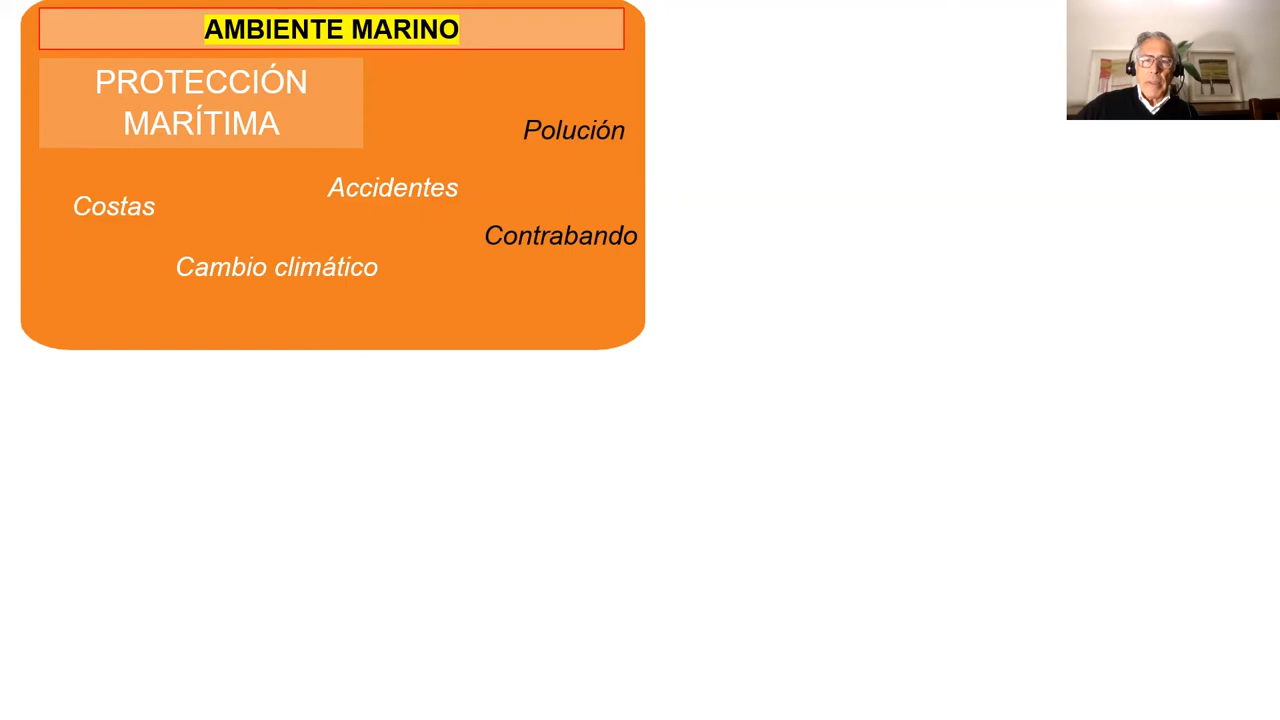 AMBIENTE MARINO
PROTECCIÓN
MARÍTIMA
Polución
Accidentes
Costas
Contrabando
Cambio climático